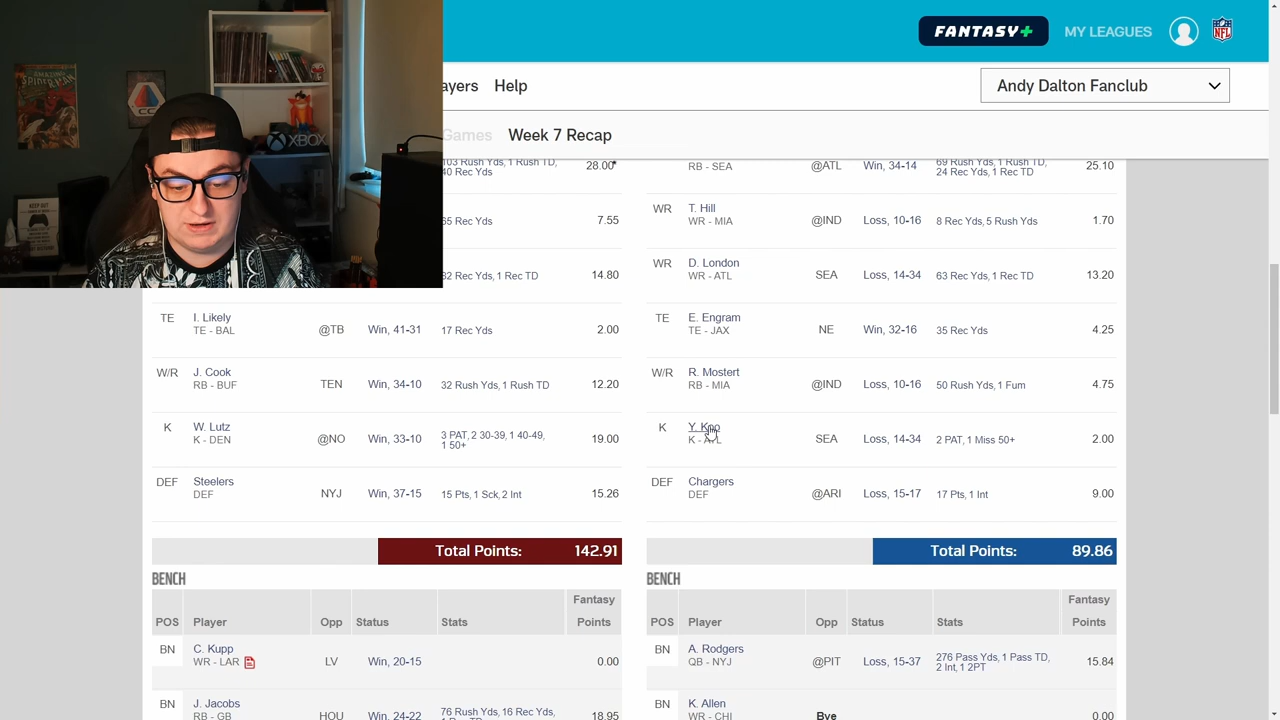 FANTASY+
MY LEAGUES
NFL
ayers Help
Andy Dalton Fanclub
Games Week 7 Recap
AMAZING
SPIDER-MAN
XBOX
KEEP OUT
103 Rush Yds, 1 Rush TD,
40 Rec Yds 28.00*
7.55
32 Rec Yds, 1 Rec TD 14.80
TE I. Likely
TE - BAL @TB Win, 41-31 17 Rec Yds 2.00
W/R J. Cook
RB - BUF TEN Win, 34-10 32 Rush Yds, 1 Rush TD 12.20
K W. Lutz
K - DEN @NO Win, 33-10 3 PAT, 2 30-39, 1 40-49,
1 50+ 19.00
DEF Steelers
DEF NYJ Win, 37-15 15 Pts, 1 Sck, 2 Int 15.26
Total Points: 142.91
BENCH
POS Player Opp Status Stats Fantasy
Points
BN C. Kupp
WR - LAR LV Win, 20-15 0.00
BN J. Jacobs
RB - GB HOU Win, 24-22 76 Rush Yds, 16 Rec Yds, 18.95
RB - SEA @ATL Win, 34-14 69 Rush Yds, 1 Rush TD,
24 Rec Yds, 1 Rec TD 25.10
WR T. Hill
WR - MIA @IND Loss, 10-16 8 Rec Yds, 5 Rush Yds 1.70
WR D. London
WR - ATL SEA Loss, 14-34 63 Rec Yds, 1 Rec TD 13.20
TE E. Engram
TE - JAX NE Win, 32-16 35 Rec Yds 4.25
W/R R. Mostert
RB - MIA @IND Loss, 10-16 50 Rush Yds, 1 Fum 4.75
K Y. Koo
K - ATL SEA Loss, 14-34 2 PAT, 1 Miss 50+ 2.00
DEF Chargers
DEF @ARI Loss, 15-17 17 Pts, 1 Int 9.00
Total Points: 89.86
BENCH
POS Player Opp Status Stats Fantasy
Points
BN A. Rodgers
QB - NYJ @PIT Loss, 15-37 276 Pass Yds, 1 Pass TD,
2 Int, 1 2PT 15.84
BN K. Allen
WR - CHI Bye 0.00